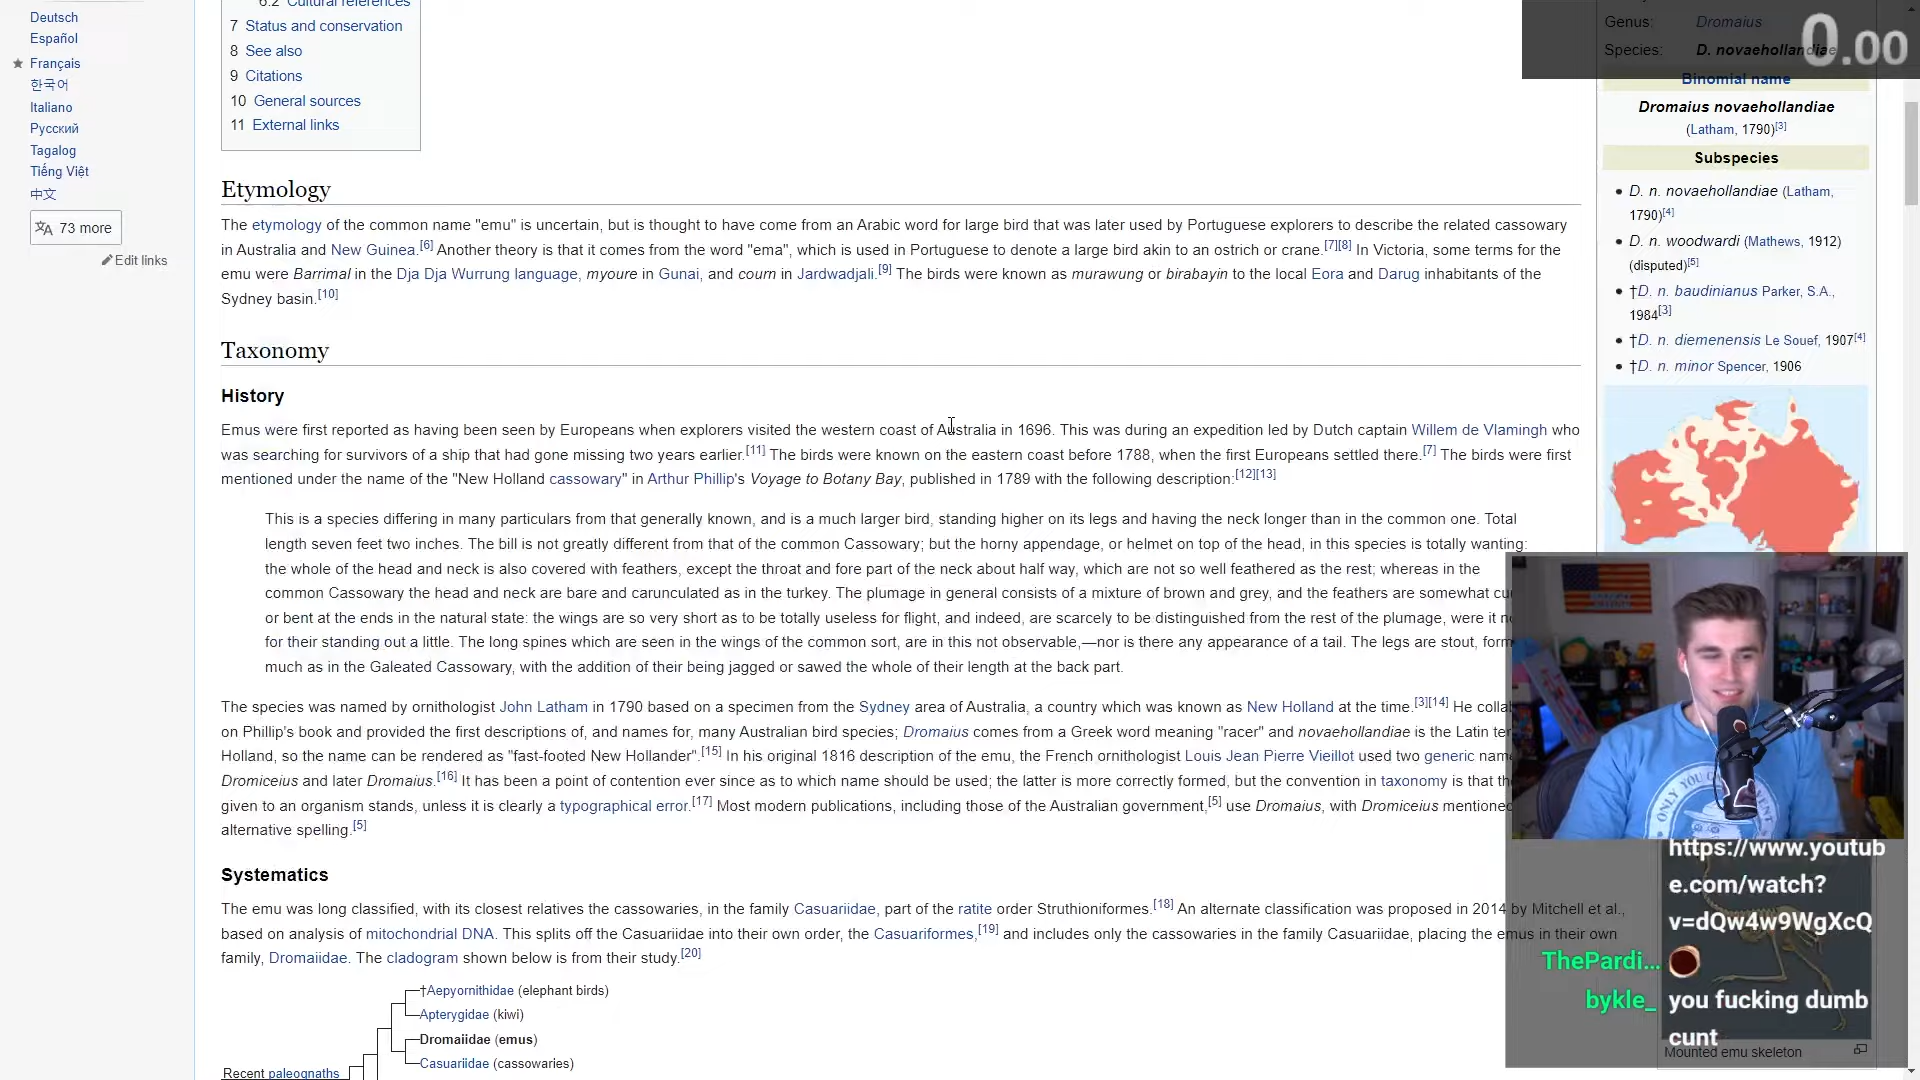 Deutsch
Español
Français
한국어
Italiano
Русский
Tagalog
Tiếng Việt
中文
73 more
Edit links
6.2 Cultural references
7 Status and conservation
8 See also
9 Citations
10 General sources
11 External links
Etymology
The etymology of the common name "emu" is uncertain, but is thought to have come from an Arabic word for large bird that was later used by Portuguese explorers to describe the related cassowary
in Australia and New Guinea.[6] Another theory is that it comes from the word "ema", which is used in Portuguese to denote a large bird akin to an ostrich or crane.[7][8] In Victoria, some terms for the
emu were Barrimal in the Dja Dja Wurrung language, myoure in Gunai, and courn in Jardwadjali.[9] The birds were known as murawung or birabayin to the local Eora and Darug inhabitants of the
Sydney basin.[10]
Taxonomy
History
Emus were first reported as having been seen by Europeans when explorers visited the western coast of Australia in 1696. This was during an expedition led by Dutch captain Willem de Vlamingh who
was searching for survivors of a ship that had gone missing two years earlier.[11] The birds were known on the eastern coast before 1788, when the first Europeans settled there.[7] The birds were first
mentioned under the name of the "New Holland cassowary" in Arthur Phillip's Voyage to Botany Bay, published in 1789 with the following description:[12][13]
This is a species differing in many particulars from that generally known, and is a much larger bird, standing higher on its legs and having the neck longer than in the common one. Total
length seven feet two inches. The bill is not greatly different from that of the common Cassowary; but the horny appendage, or helmet on top of the head, in this species is totally wanting:
the whole of the head and neck is also covered with feathers, except the throat and fore part of the neck about half way, which are not so well feathered as the rest; whereas in the
common Cassowary the head and neck are bare and carunculated as in the turkey. The plumage in general consists of a mixture of brown and grey, and the feathers are somewhat cu
or bent at the ends in the natural state: the wings are so very short as to be totally useless for flight, and indeed, are scarcely to be distinguished from the rest of the plumage, were it n
for their standing out a little. The long spines which are seen in the wings of the common sort, are in this not observable,—nor is there any appearance of a tail. The legs are stout, form
much as in the Galeated Cassowary, with the addition of their being jagged or sawed the whole of their length at the back part.
The species was named by ornithologist John Latham in 1790 based on a specimen from the Sydney area of Australia, a country which was known as New Holland at the time.[3][14] He colla
on Phillip's book and provided the first descriptions of, and names for, many Australian bird species; Dromaius comes from a Greek word meaning "racer" and novaehollandiae is the Latin te
Holland, so the name can be rendered as "fast-footed New Hollander".[15] In his original 1816 description of the emu, the French ornithologist Louis Jean Pierre Vieillot used two generic nam
Dromiceius and later Dromaius.[16] It has been a point of contention ever since as to which name should be used; the latter is more correctly formed, but the convention in taxonomy is that th
given to an organism stands, unless it is clearly a typographical error.[17] Most modern publications, including those of the Australian government,[5] use Dromaius, with Dromiceius mentioned
alternative spelling.[5]
Systematics
The emu was long classified, with its closest relatives the cassowaries, in the family Casuariidae, part of the ratite order Struthioniformes.[18] An alternate classification was proposed in 2014 by Mitchell et al.,
based on analysis of mitochondrial DNA. This splits off the Casuariidae into their own order, the Casuariformes,[19] and includes only the cassowaries in the family Casuariidae, placing the emus in their own
family, Dromaiidae. The cladogram shown below is from their study.[20]
†Aepyornithidae (elephant birds)
Apterygidae (kiwi)
Dromaiidae (emus)
Casuariidae (cassowaries)
Recent paleognaths
Genus: Dromaius
Species: D. novaehollandiae
0.00
Binomial name
Dromaius novaehollandiae
(Latham, 1790)[3]
Subspecies
D. n. novaehollandiae (Latham,
1790)[4]
D. n. woodwardi (Mathews, 1912)
(disputed)[5]
†D. n. baudinianus Parker, S.A.,
1984[3]
†D. n. diemenensis Le Souef, 1907[4]
†D. n. minor Spencer, 1906
ONLY YOU C
https://www.youtub
e.com/watch?
v=dQw4w9WgXcQ
ThePardi...
bykle_ you fucking dumb
cunt
Mounted emu skeleton